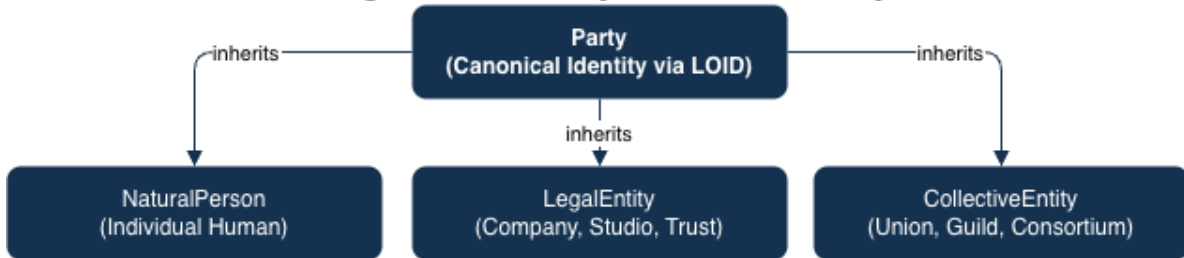 Party
(Canonical Identity via LOID)
inherits
inherits
inherits
NaturalPerson
(Individual Human)
LegalEntity
(Company, Studio, Trust)
CollectiveEntity
(Union, Guild, Consortium)